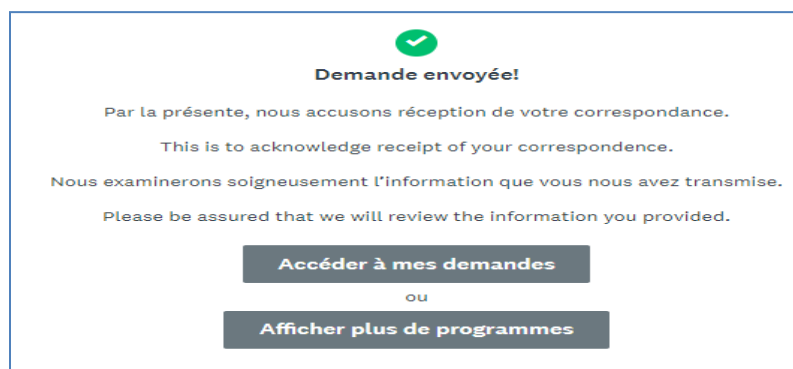 Demande envoyée!
Par la présente, nous accusons réception de votre correspondance.
This is to acknowledge receipt of your correspondence.
Nous examinerons soigneusement l'information que vous nous avez transmise.
Please be assured that we will review the information you provided.
Accéder à mes demandes
ou
Afficher plus de programmes